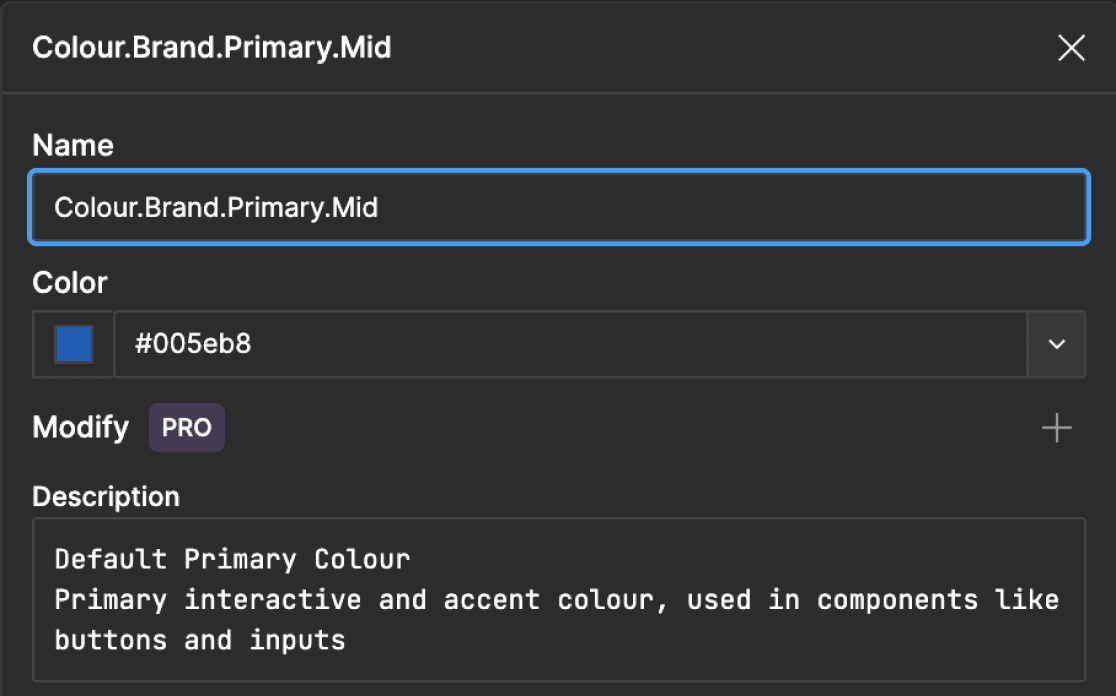 Colour.Brand.Primary.Mid
Name
Colour.Brand.Primary.Mid
Color
#005eb8
Modify PRO
Description
Default Primary Colour
Primary interactive and accent colour, used in components like
buttons and inputs